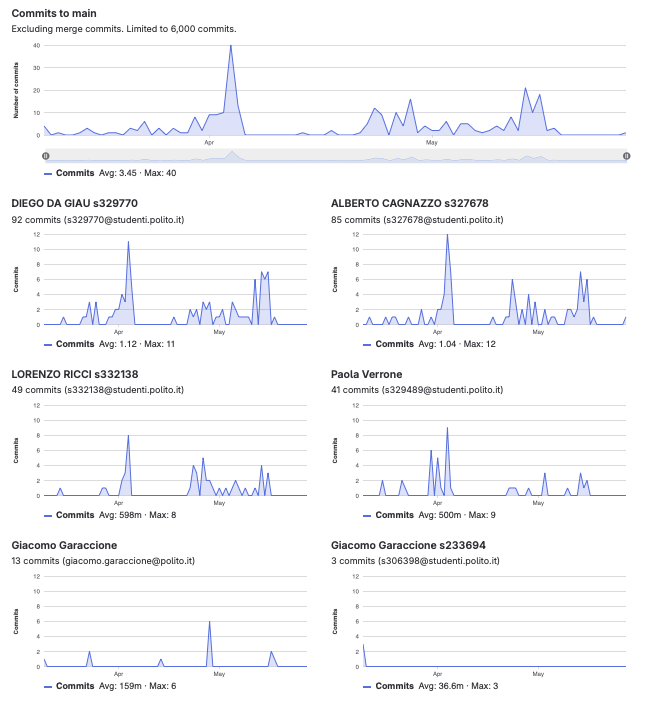 Commits to main
Excluding merge commits. Limited to 6,000 commits.
Number of commits
40
30
20
10
0
Apr
May
Commits Avg: 3.45 · Max: 40
DIEGO DA GIAU s329770
92 commits (s329770@studenti.polito.it)
Commits
12
10
8
6
4
2
0
Apr
May
Commits Avg: 1.12 · Max: 11
ALBERTO CAGNAZZO s327678
85 commits (s327678@studenti.polito.it)
Commits
12
10
8
6
4
2
0
Apr
May
Commits Avg: 1.04 · Max: 12
LORENZO RICCI s332138
49 commits (s332138@studenti.polito.it)
Commits
12
10
8
6
4
2
0
Apr
May
Commits Avg: 598m · Max: 8
Paola Verrone
41 commits (s329489@studenti.polito.it)
Commits
12
10
8
6
4
2
0
Apr
May
Commits Avg: 500m · Max: 9
Giacomo Garaccione
13 commits (giacomo.garaccione@polito.it)
Commits
12
10
8
6
4
2
0
Apr
May
Commits Avg: 159m · Max: 6
Giacomo Garaccione s233694
3 commits (s306398@studenti.polito.it)
Commits
12
10
8
6
4
2
0
Apr
May
Commits Avg: 36.6m · Max: 3